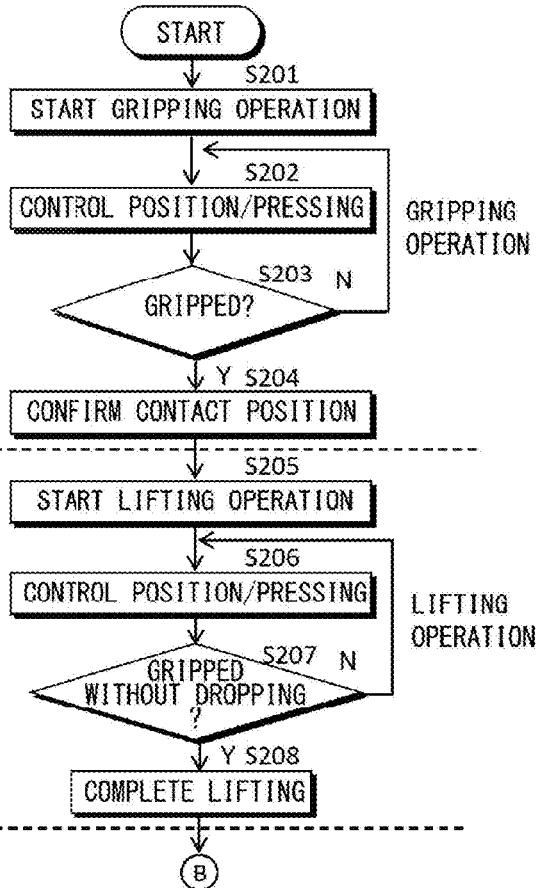 START
S201
START GRIPPING OPERATION
S202
CONTROL POSITION/PRESSING
GRIPPING
OPERATION
S203
N
GRIPPED?
Y S204
CONFIRM CONTACT POSITION
S205
START LIFTING OPERATION
S206
CONTROL POSITION/PRESSING
LIFTING
OPERATION
S207
N
GRIPPED
WITHOUT DROPPING
?
Y S208
COMPLETE LIFTING
B